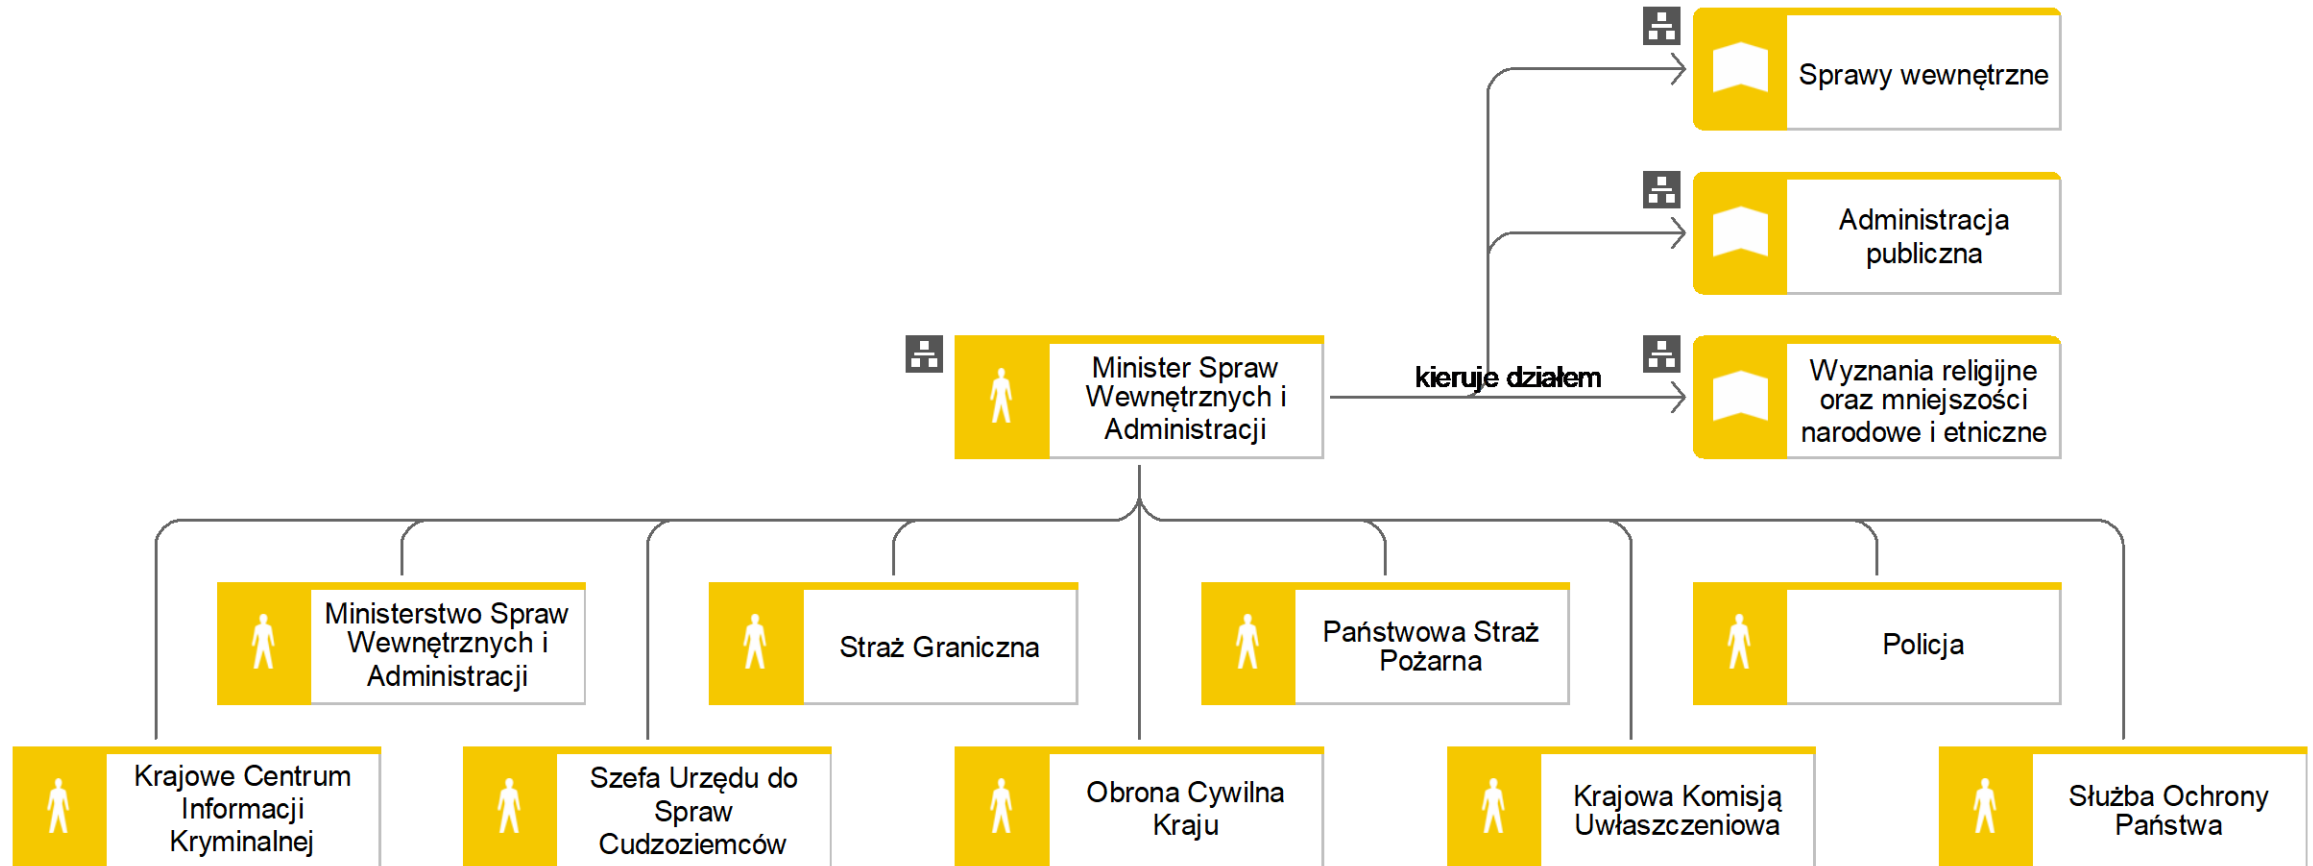 Sprawy wewnętrzne
Administracja
publiczna
Minister Spraw
Wewnętrznych i
Administracji
kieruje działem
Wyznania religijne
oraz mniejszości
narodowe i etniczne
Ministerstwo Spraw
Wewnętrznych i
Administracji
Straż Graniczna
Państwowa Straż
Pożarna
Policja
Krajowe Centrum
Informacji
Kryminalnej
Szefa Urzędu do
Spraw
Cudzoziemców
Obrona Cywilna
Kraju
Krajowa Komisją
Uwłaszczeniowa
Służba Ochrony
Państwa